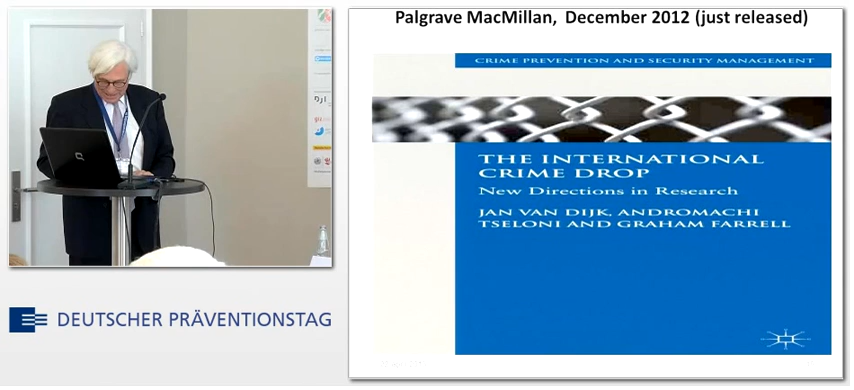 Palgrave MacMillan, December 2012 (just released)
CRIME PREVENTION AND SECURITY MANAGEMENT
THE INTERNATIONAL
CRIME DROP
New Directions in Research
JAN VAN DIJK, ANDROMACHI
TSELONI AND GRAHAM FARRELL
DEUTSCHER PRÄVENTIONSTAG